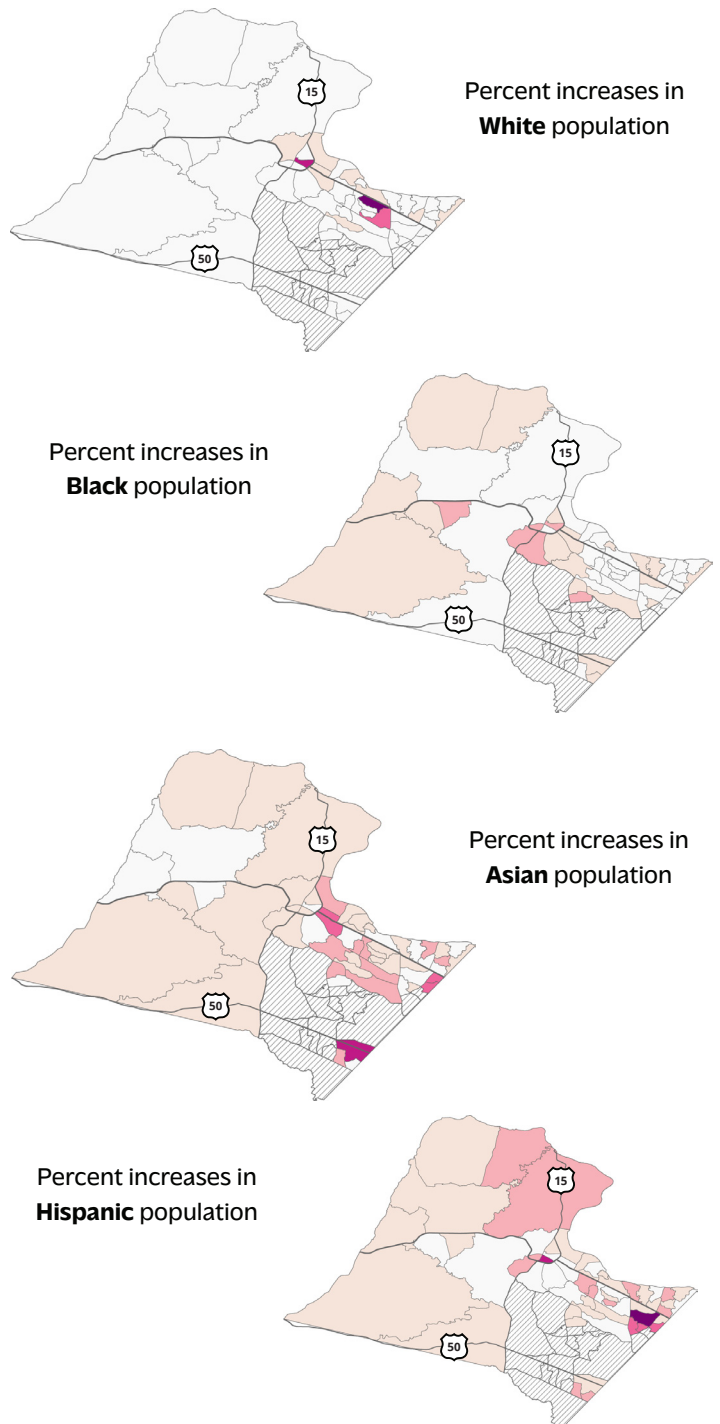 15
Percent increases in
White population
50
Percent increases in
Black population
15
50
Percent increases in
Asian population
15
50
Percent increases in
Hispanic population
15
50